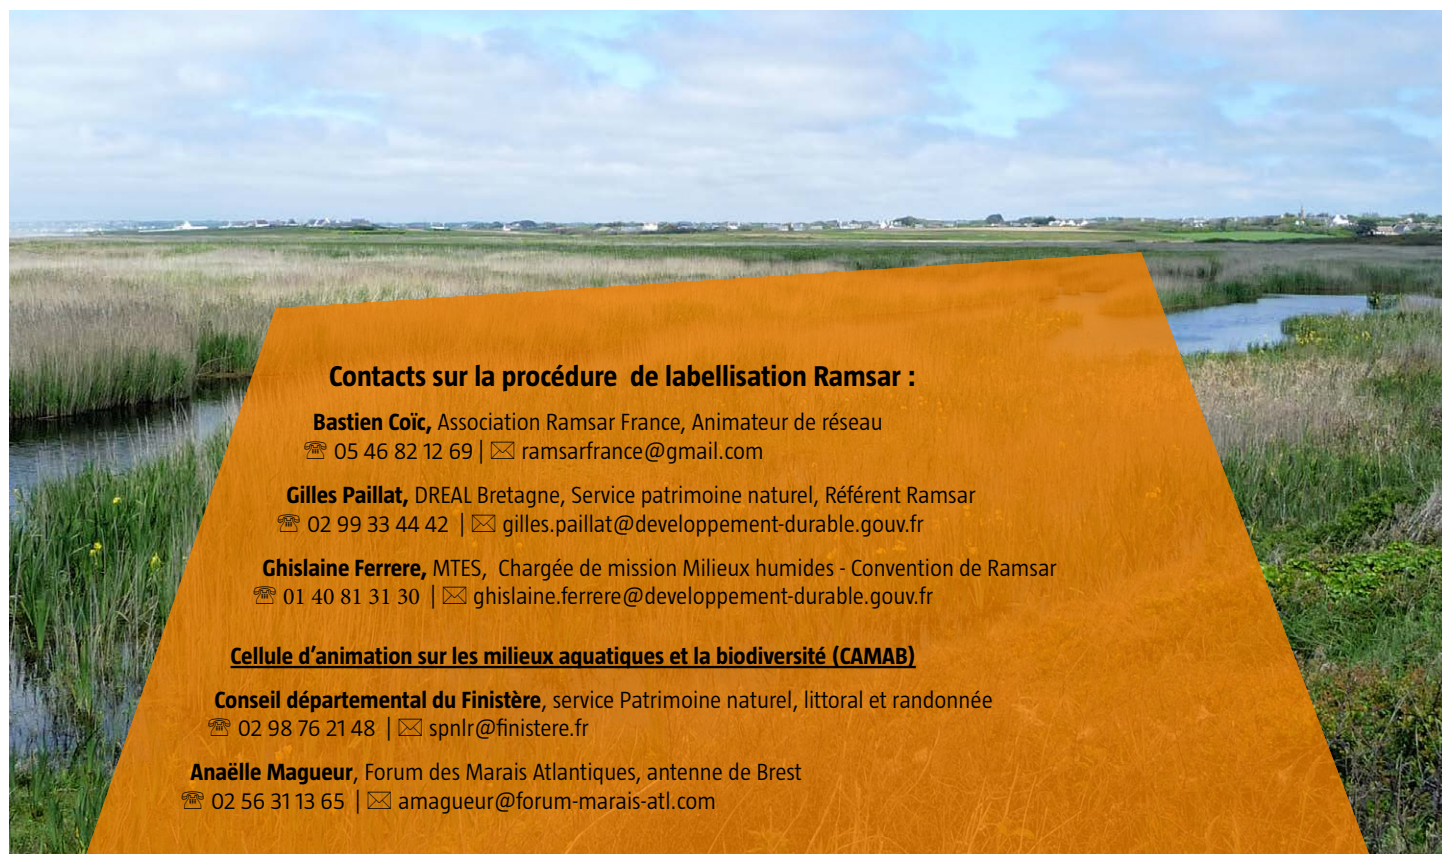 Contacts sur la procédure de labellisation Ramsar :
Bastien Coïc, Association Ramsar France, Animateur de réseau
☏ 05 46 82 12 69 | ✉ ramsarfrance@gmail.com
Gilles Paillat, DREAL Bretagne, Service patrimoine naturel, Référent Ramsar
☏ 02 99 33 44 42 | ✉ gilles.paillat@developpement-durable.gouv.fr
Ghislaine Ferrere, MTES, Chargée de mission Milieux humides - Convention de Ramsar
☏ 01 40 81 31 30 | ✉ ghislaine.ferrere@developpement-durable.gouv.fr
Cellule d’animation sur les milieux aquatiques et la biodiversité (CAMAB)
Conseil départemental du Finistère, service Patrimoine naturel, littoral et randonnée
☏ 02 98 76 21 48 | ✉ spnlr@finistere.fr
Anaëlle Magueur, Forum des Marais Atlantiques, antenne de Brest
☏ 02 56 31 13 65 | ✉ amagueur@forum-marais-atl.com